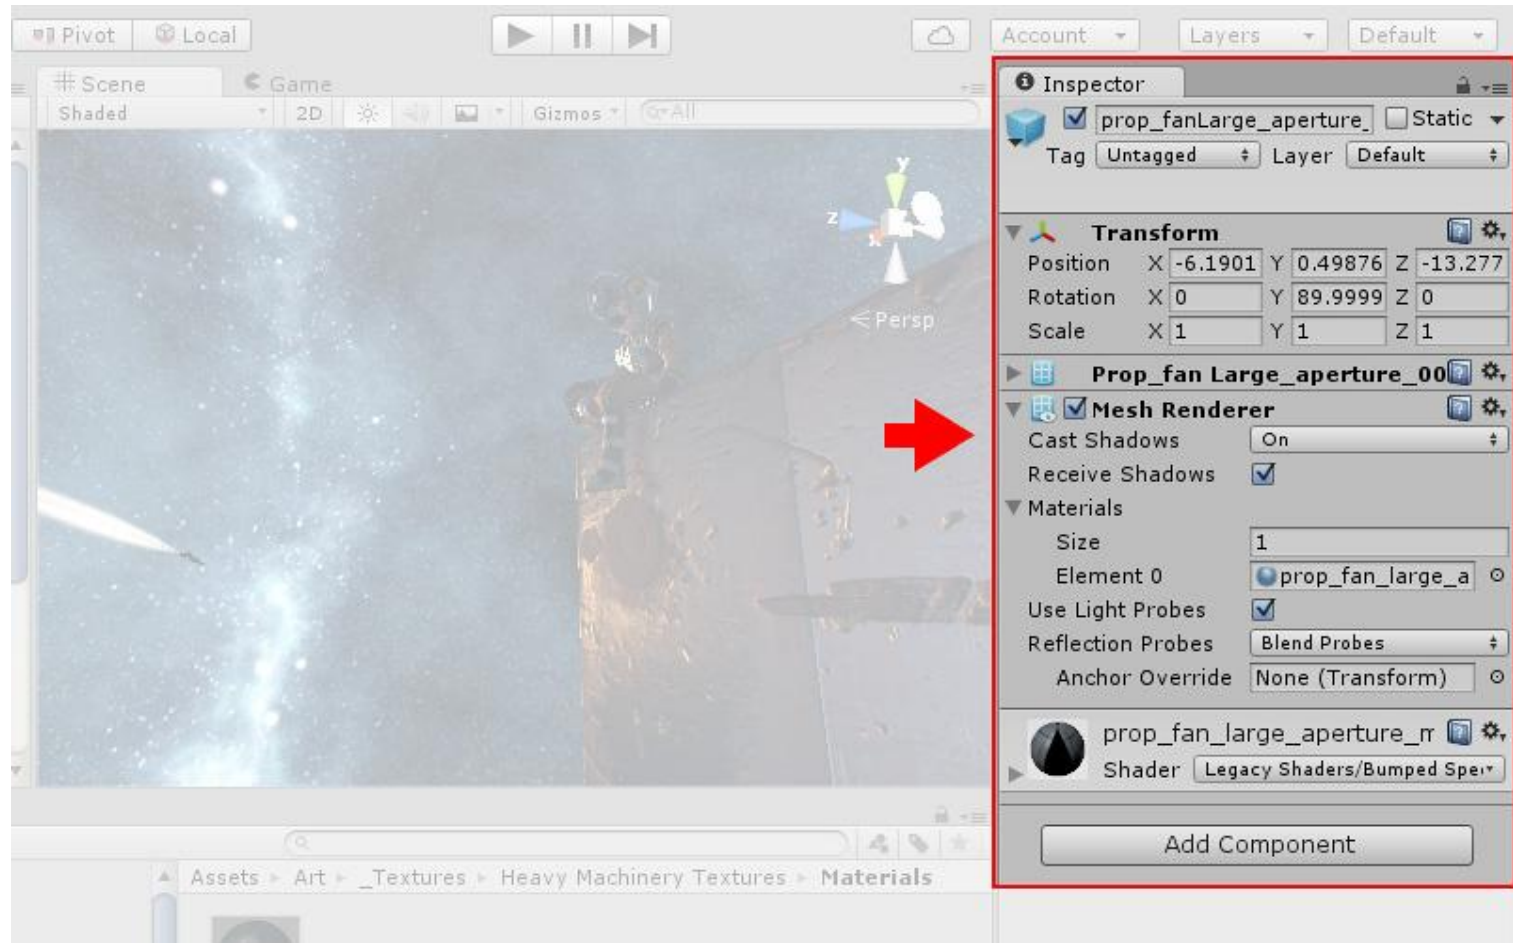 Pivot Local Account Layers Default
Scene Game
Shaded 2D Gizmos All
y
z
x
Persp
Inspector
prop_fanLarge_aperture_ Static
Tag Untagged Layer Default
Transform
Position X -6.1901 Y 0.49876 Z -13.277
Rotation X 0 Y 89.9999 Z 0
Scale X 1 Y 1 Z 1
Prop_fan Large_aperture_00
Mesh Renderer
Cast Shadows On
Receive Shadows
Materials
Size 1
Element 0 prop_fan_large_a
Use Light Probes
Reflection Probes Blend Probes
Anchor Override None (Transform)
prop_fan_large_aperture_m
Shader Legacy Shaders/Bumped Spe
Add Component
Assets Art _Textures Heavy Machinery Textures Materials